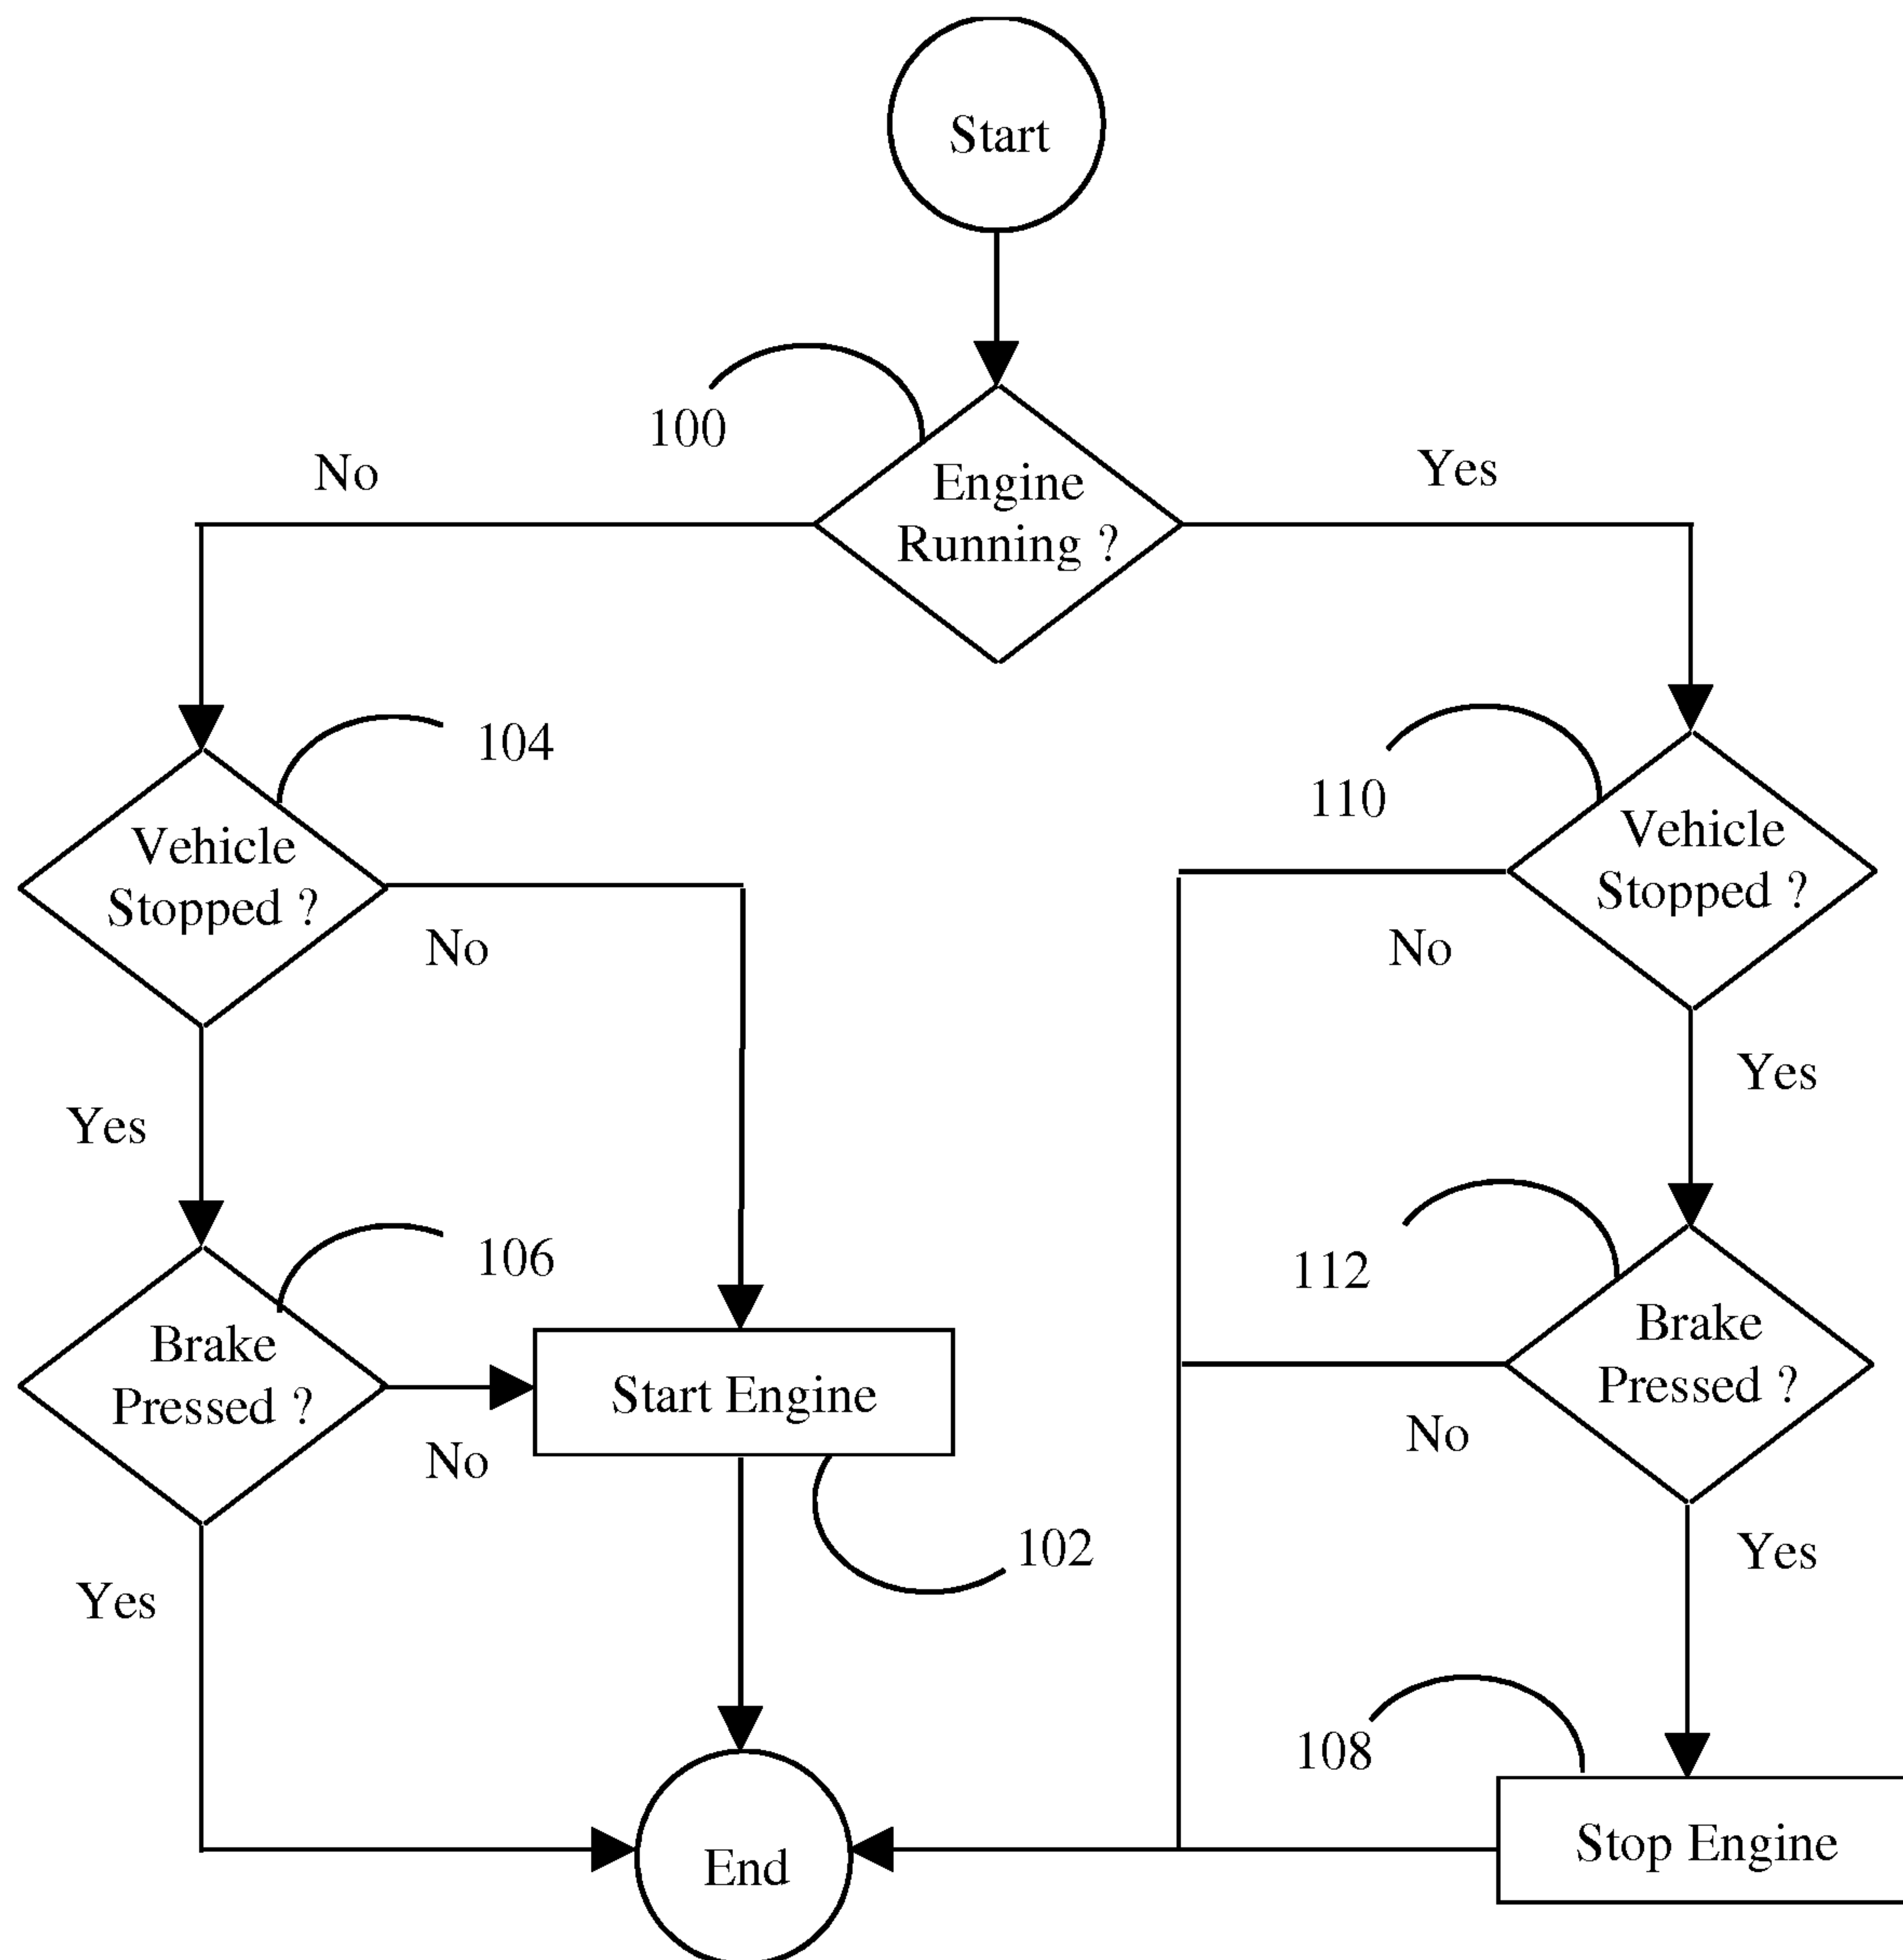 Start
100
No
Engine
Running ?
Yes
104
110
Vehicle
Stopped ?
No
Vehicle
Stopped ?
No
Yes
Yes
106
112
Brake
Pressed ?
No
Start Engine
Brake
Pressed ?
No
102
Yes
Yes
108
End
Stop Engine